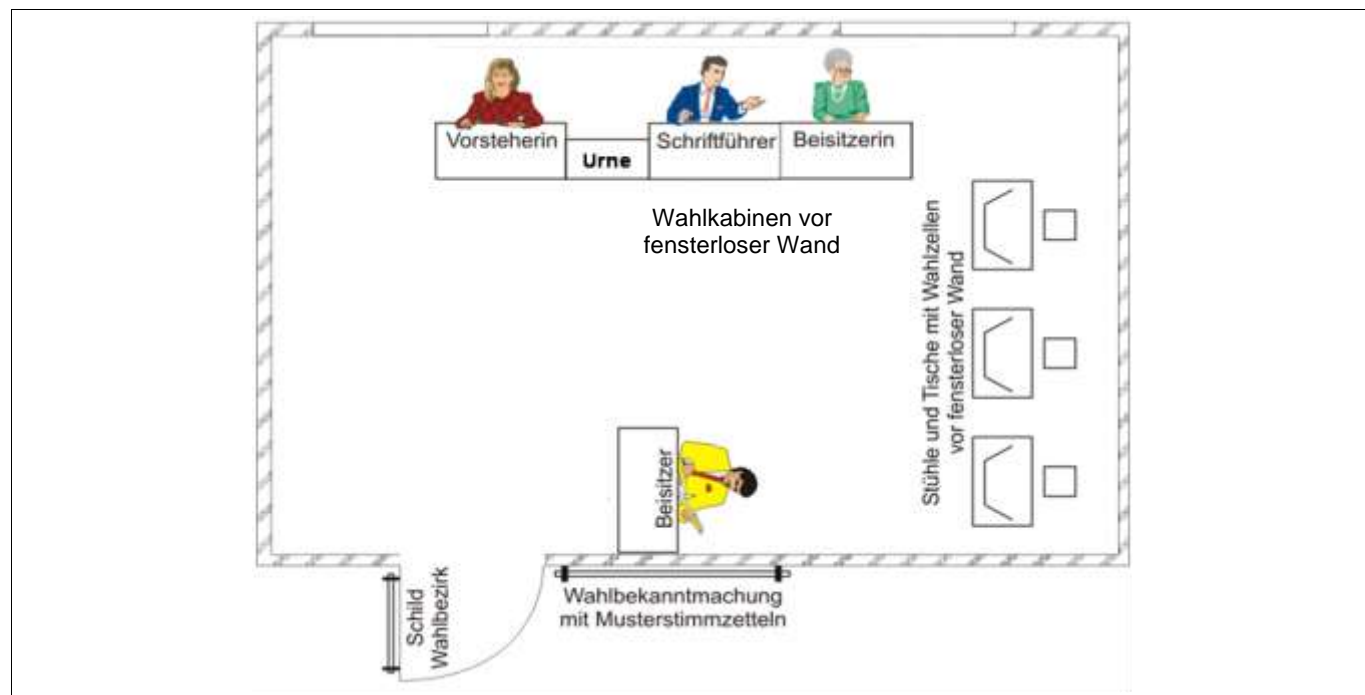 Vorsteherin
Urne
Schriftführer
Beisitzerin
Wahlkabinen vor
fensterloser Wand
Stühle und Tische mit Wahlzellen
vor fensterloser Wand
Beisitzer
Schild
Wahlbezirk
Wahlbekanntmachung
mit Musterstimmzetteln